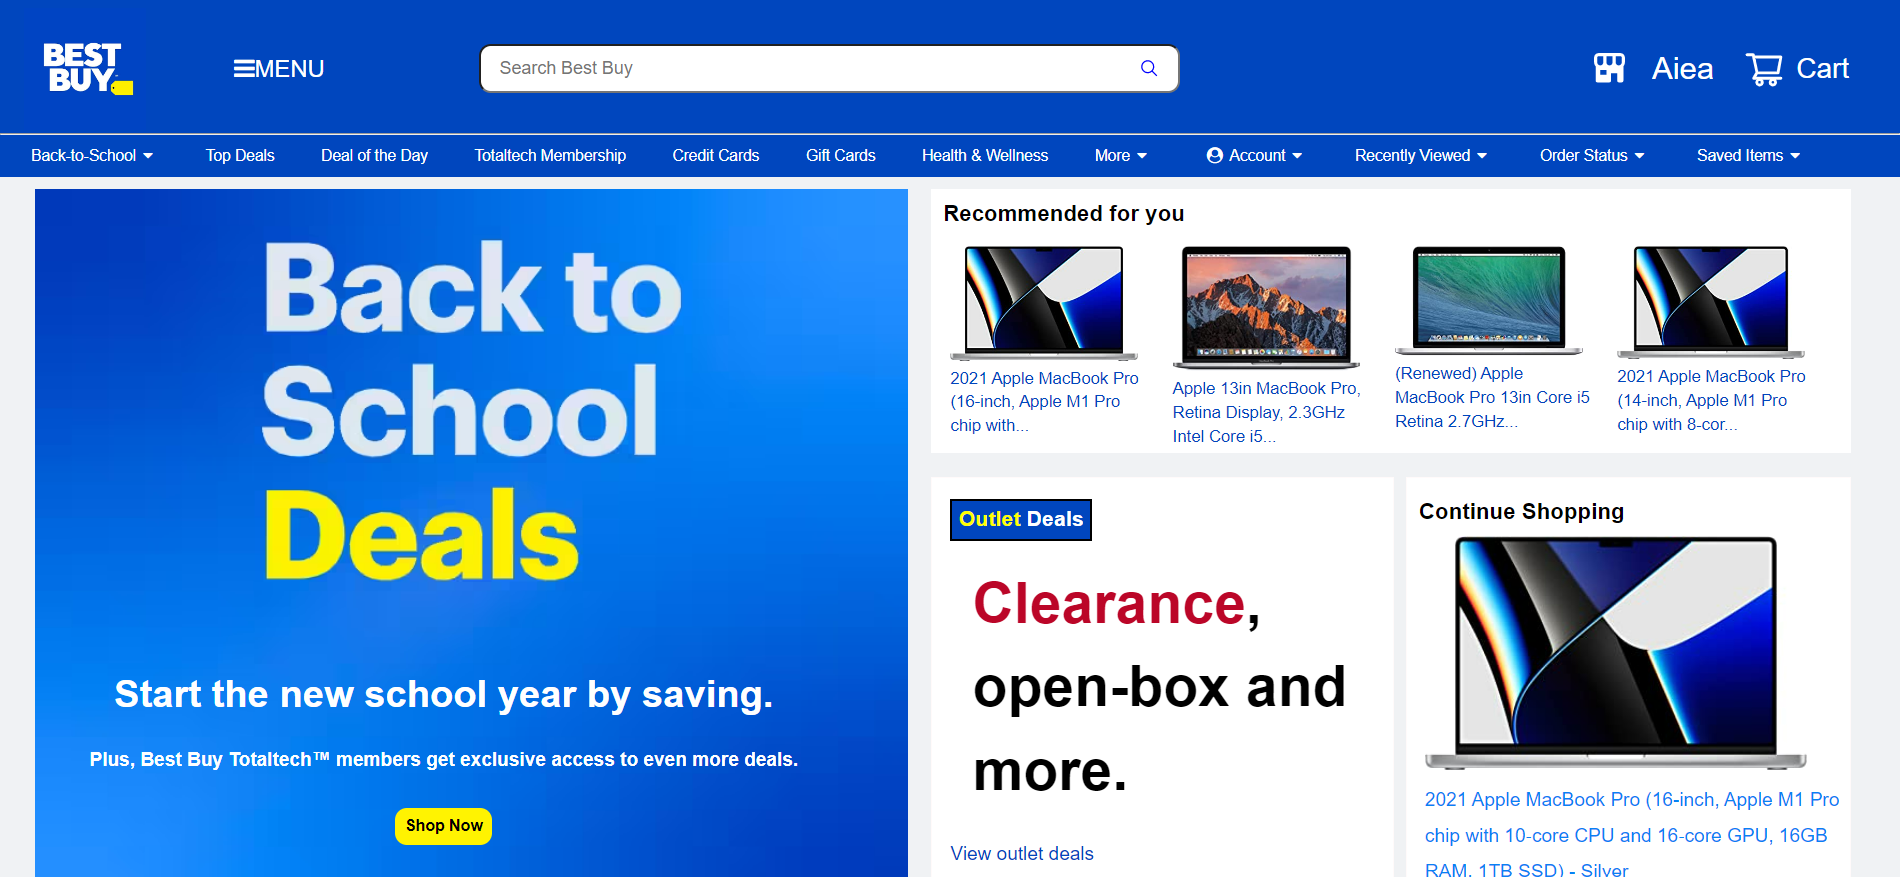 BEST
BUY
MENU
Search Best Buy
Aiea
Cart
Back-to-School
Top Deals
Deal of the Day
Totaltech Membership
Credit Cards
Gift Cards
Health & Wellness
More
Account
Recently Viewed
Order Status
Saved Items
Back to
School
Deals
Start the new school year by saving.
Plus, Best Buy Totaltech™ members get exclusive access to even more deals.
Shop Now
Recommended for you
2021 Apple MacBook Pro
(16-inch, Apple M1 Pro
chip with...
Apple 13in MacBook Pro,
Retina Display, 2.3GHz
Intel Core i5...
(Renewed) Apple
MacBook Pro 13in Core i5
Retina 2.7GHz...
2021 Apple MacBook Pro
(14-inch, Apple M1 Pro
chip with 8-cor...
Outlet Deals
Clearance,
open-box and
more.
View outlet deals
Continue Shopping
2021 Apple MacBook Pro (16-inch, Apple M1 Pro
chip with 10-core CPU and 16-core GPU, 16GB
RAM, 1TB SSD) - Silver